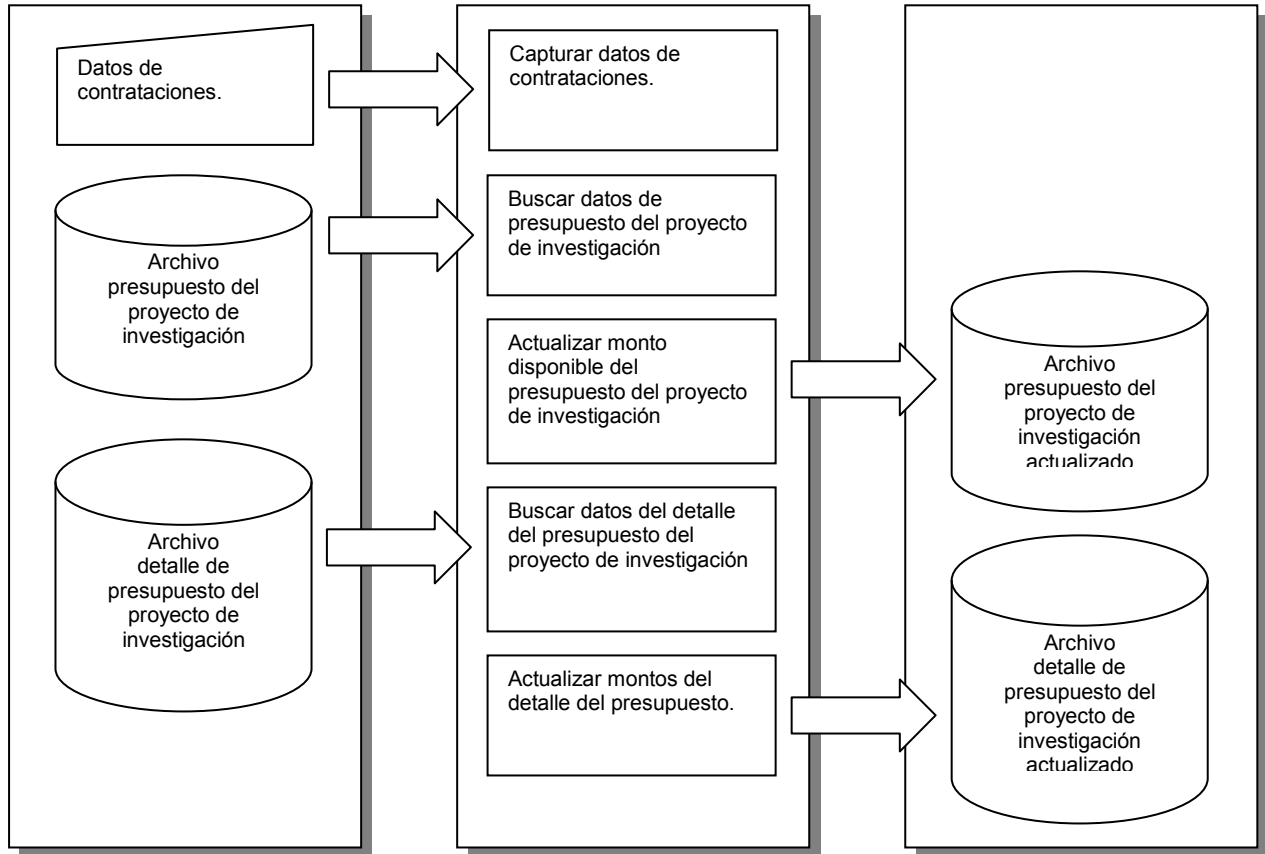 Datos de
contrataciones.
Archivo
presupuesto del
proyecto de
investigación
Archivo
detalle de
presupuesto del
proyecto de
investigación
Capturar datos de
contrataciones.
Buscar datos de
presupuesto del proyecto
de investigación
Actualizar monto
disponible del
presupuesto del proyecto
de investigación
Buscar datos del detalle
del presupuesto del
proyecto de investigación
Actualizar montos del
detalle del presupuesto.
Archivo
presupuesto del
proyecto de
investigación
actualizado
Archivo
detalle de
presupuesto del
proyecto de
investigación
actualizado